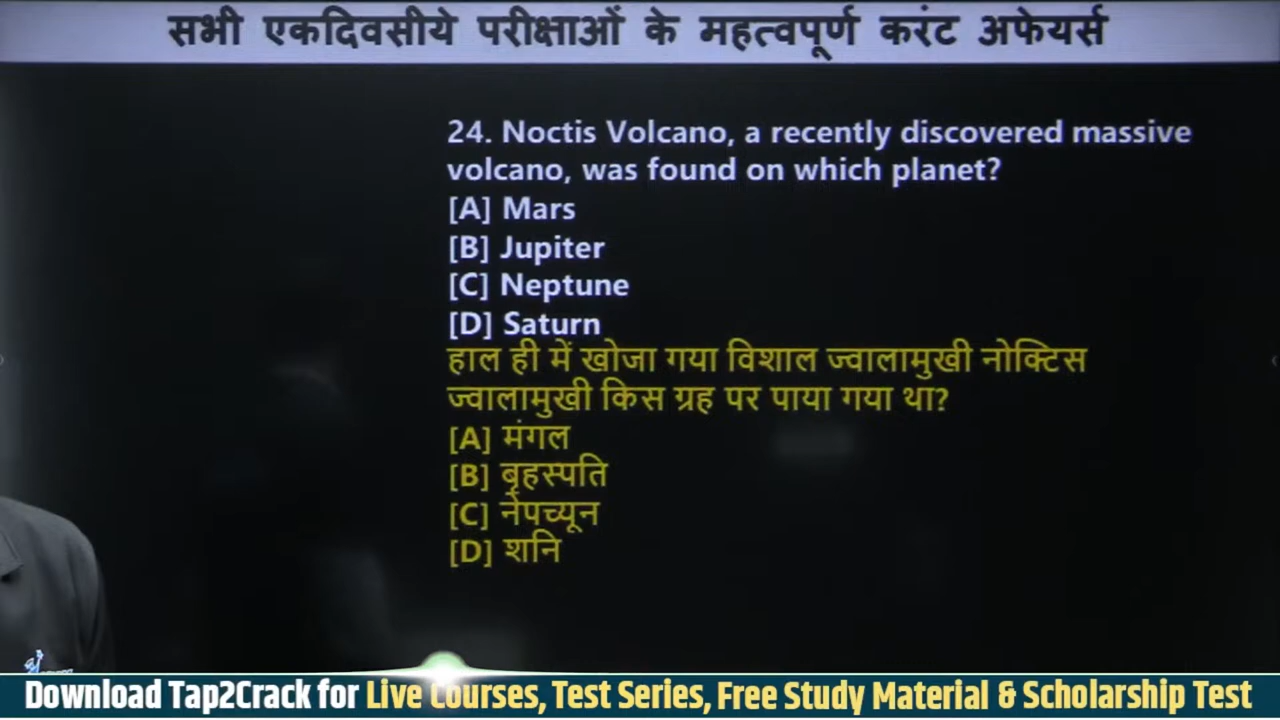 सभी एकदिवसीये परीक्षाओं के महत्वपूर्ण करंट अफेयर्स
24. Noctis Volcano, a recently discovered massive
volcano, was found on which planet?
[A] Mars
[B] Jupiter
[C] Neptune
[D] Saturn
हाल ही में खोजा गया विशाल ज्वालामुखी नोक्टिस
ज्वालामुखी किस ग्रह पर पाया गया था?
[A] मंगल
[B] बृहस्पति
[C] नेपच्यून
[D] शनि
Download Tap2Crack for Live Courses, Test Series, Free Study Material & Scholarship Test